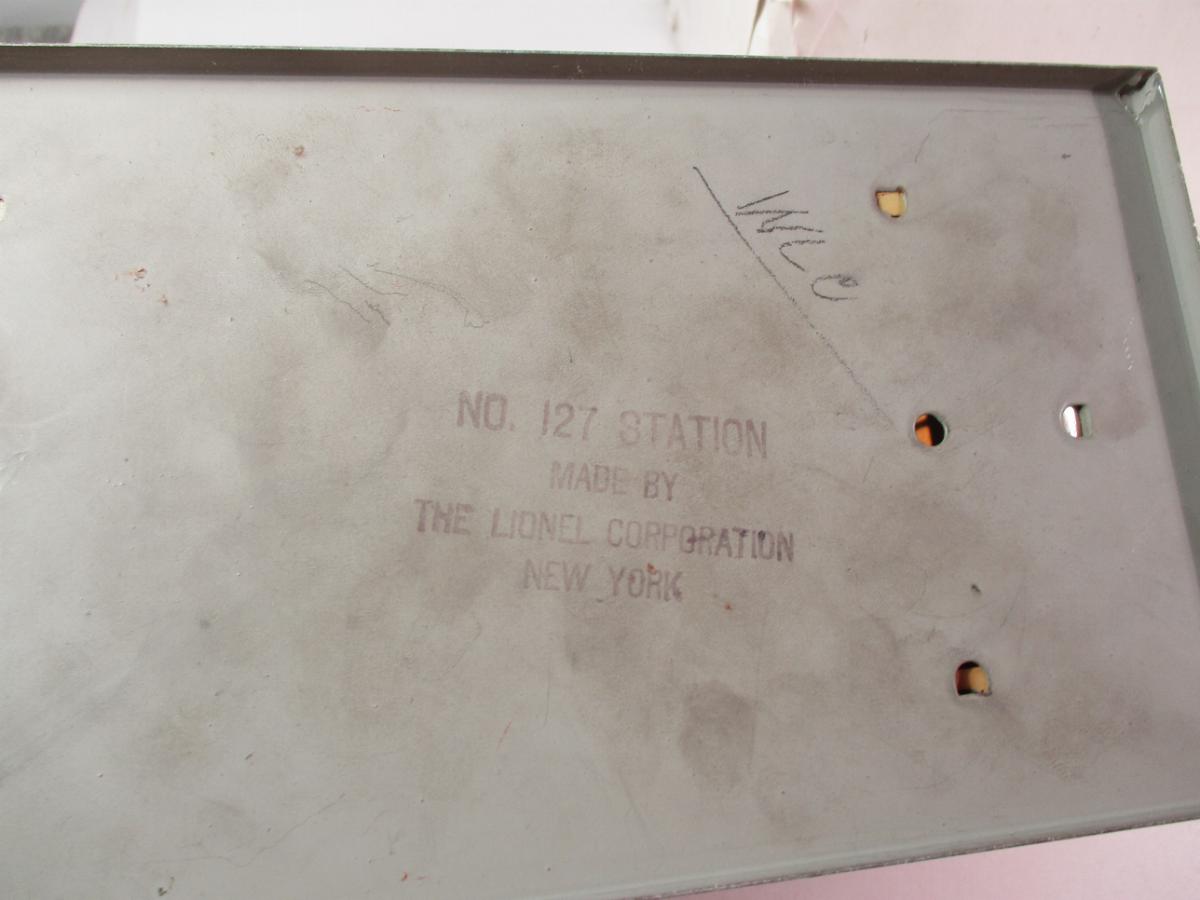 NO. 127 STATION
MADE BY
THE LIONEL CORPORATION
NEW YORK